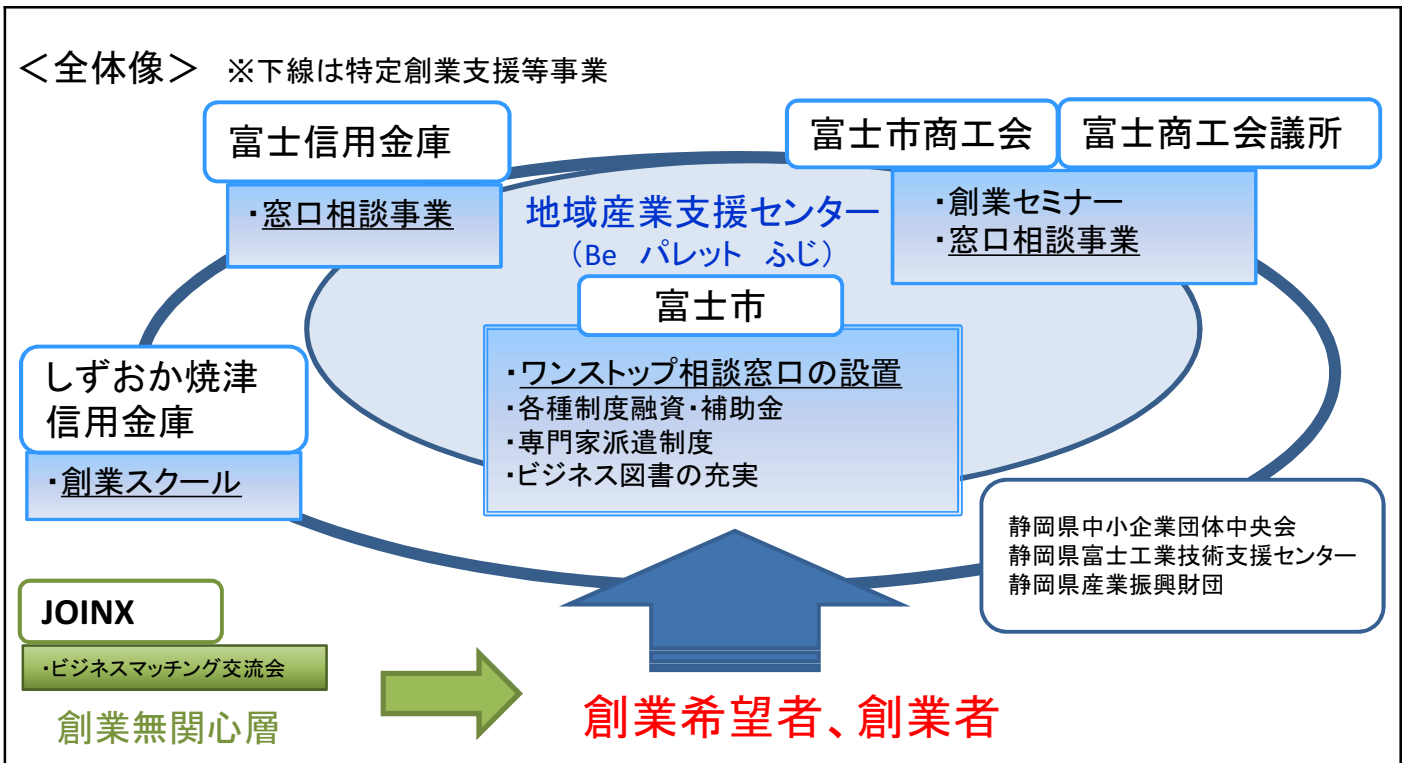 ＜全体像＞ ※下線は特定創業支援等事業
富士信用金庫
・窓口相談事業
富士市商工会
富士商工会議所
・創業セミナー
・窓口相談事業
地域産業支援センター
（Be パレット ふじ）
富士市
・ワンストップ相談窓口の設置
・各種制度融資・補助金
・専門家派遣制度
・ビジネス図書の充実
しずおか焼津
信用金庫
・創業スクール
静岡県中小企業団体中央会
静岡県富士工業技術支援センター
静岡県産業振興財団
JOINX
・ビジネスマッチング交流会
創業無関心層
創業希望者、創業者